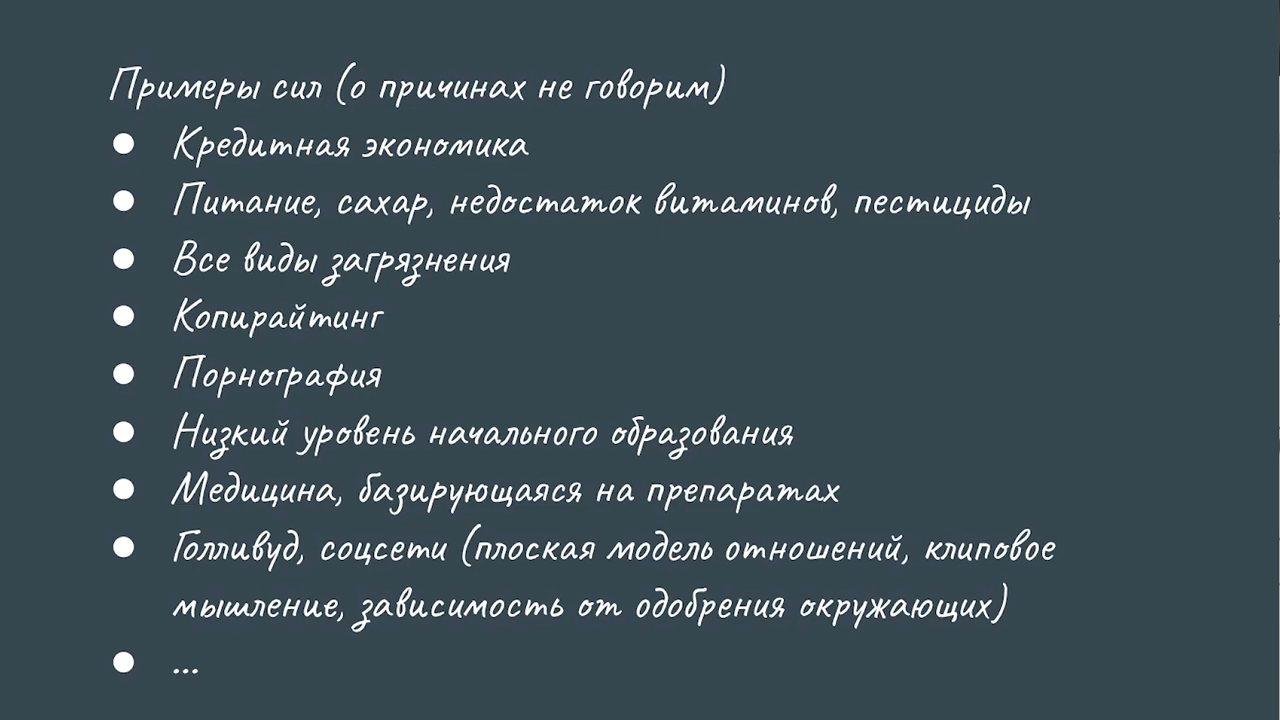 Примеры сил (о причинах не говорим)
● Кредитная экономика
● Питание, сахар, недостаток витаминов, пестициды
● Все виды загрязнения
● Копирайтинг
● Порнография
● Низкий уровень начального образования
● Медицина, базирующаяся на препаратах
● Голливуд, соцсети (плоская модель отношений, клиповое
мышление, зависимость от одобрения окружающих)
● ...